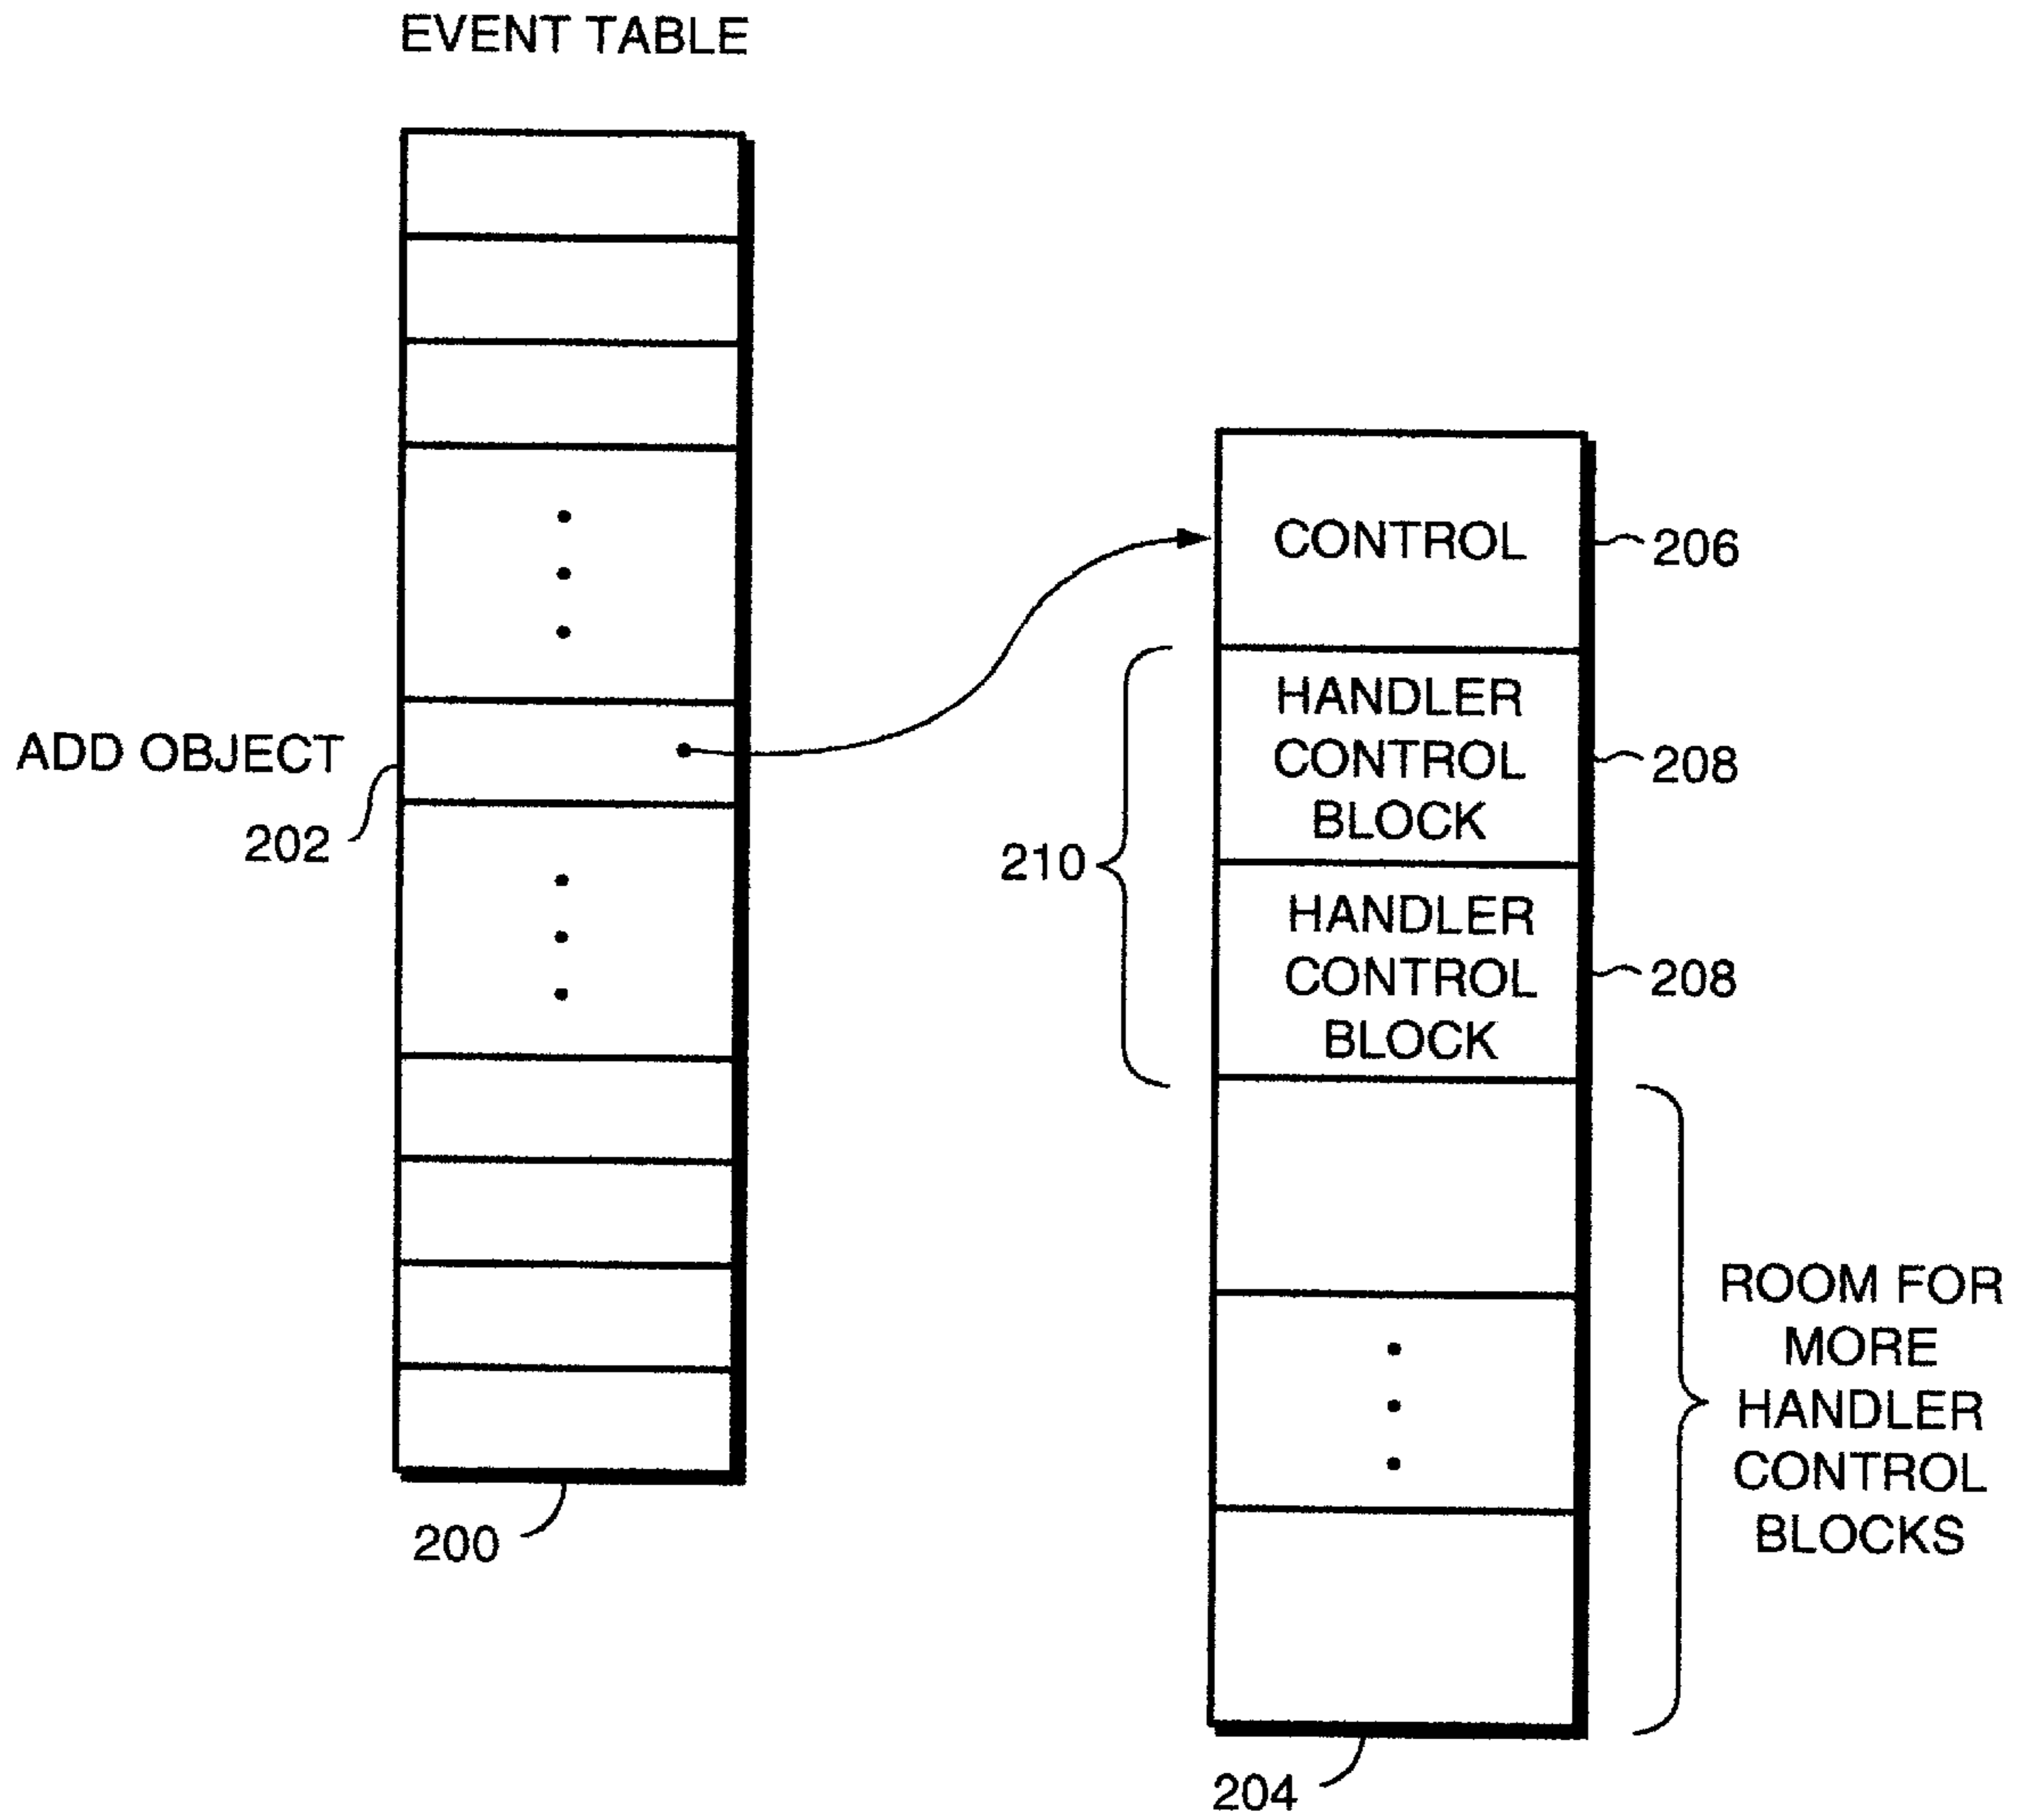 EVENT TABLE
ADD OBJECT
202
200
CONTROL
206
HANDLER
CONTROL
BLOCK
208
210
HANDLER
CONTROL
BLOCK
208
ROOM FOR
MORE
HANDLER
CONTROL
BLOCKS
204